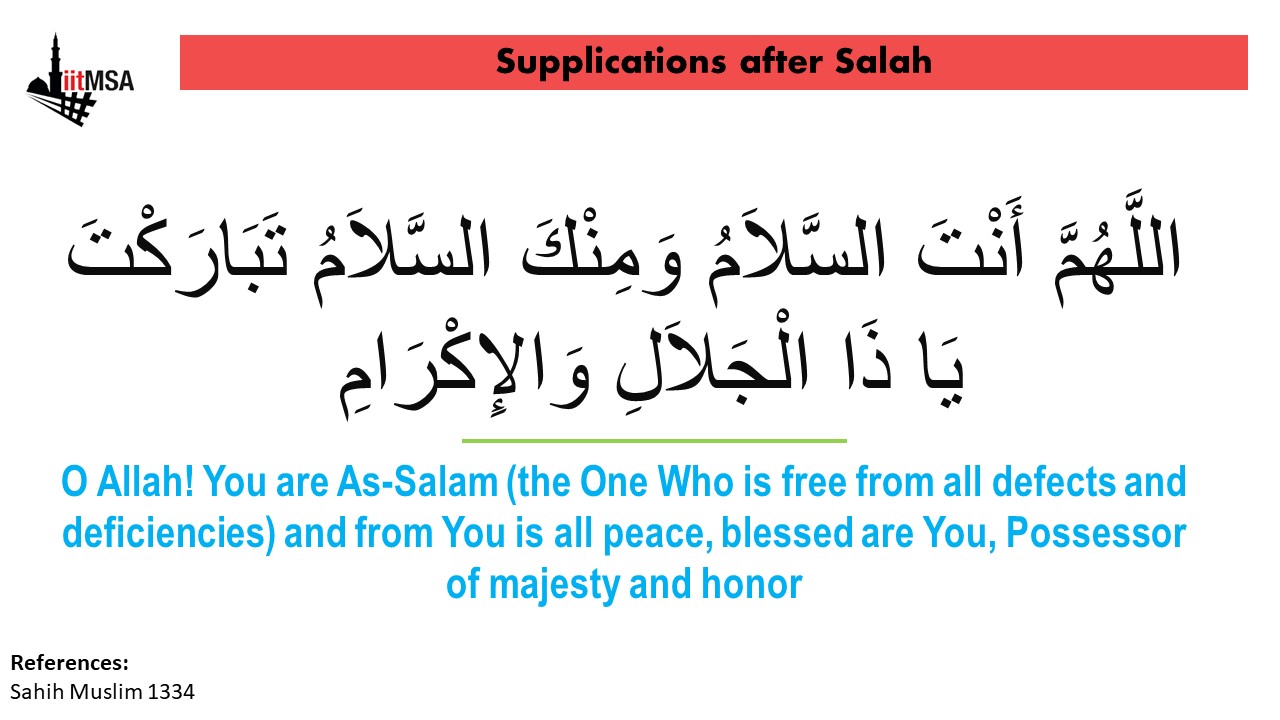 iitMSA
Supplications after Salah
اللَّهُمَّ أَنْتَ السَّلاَمُ وَمِنْكَ السَّلاَمُ تَبَارَكْتَ
يَا ذَا الْجَلاَلِ وَالإِكْرَامِ
O Allah! You are As-Salam (the One Who is free from all defects and
deficiencies) and from You is all peace, blessed are You, Possessor
of majesty and honor
References:
Sahih Muslim 1334